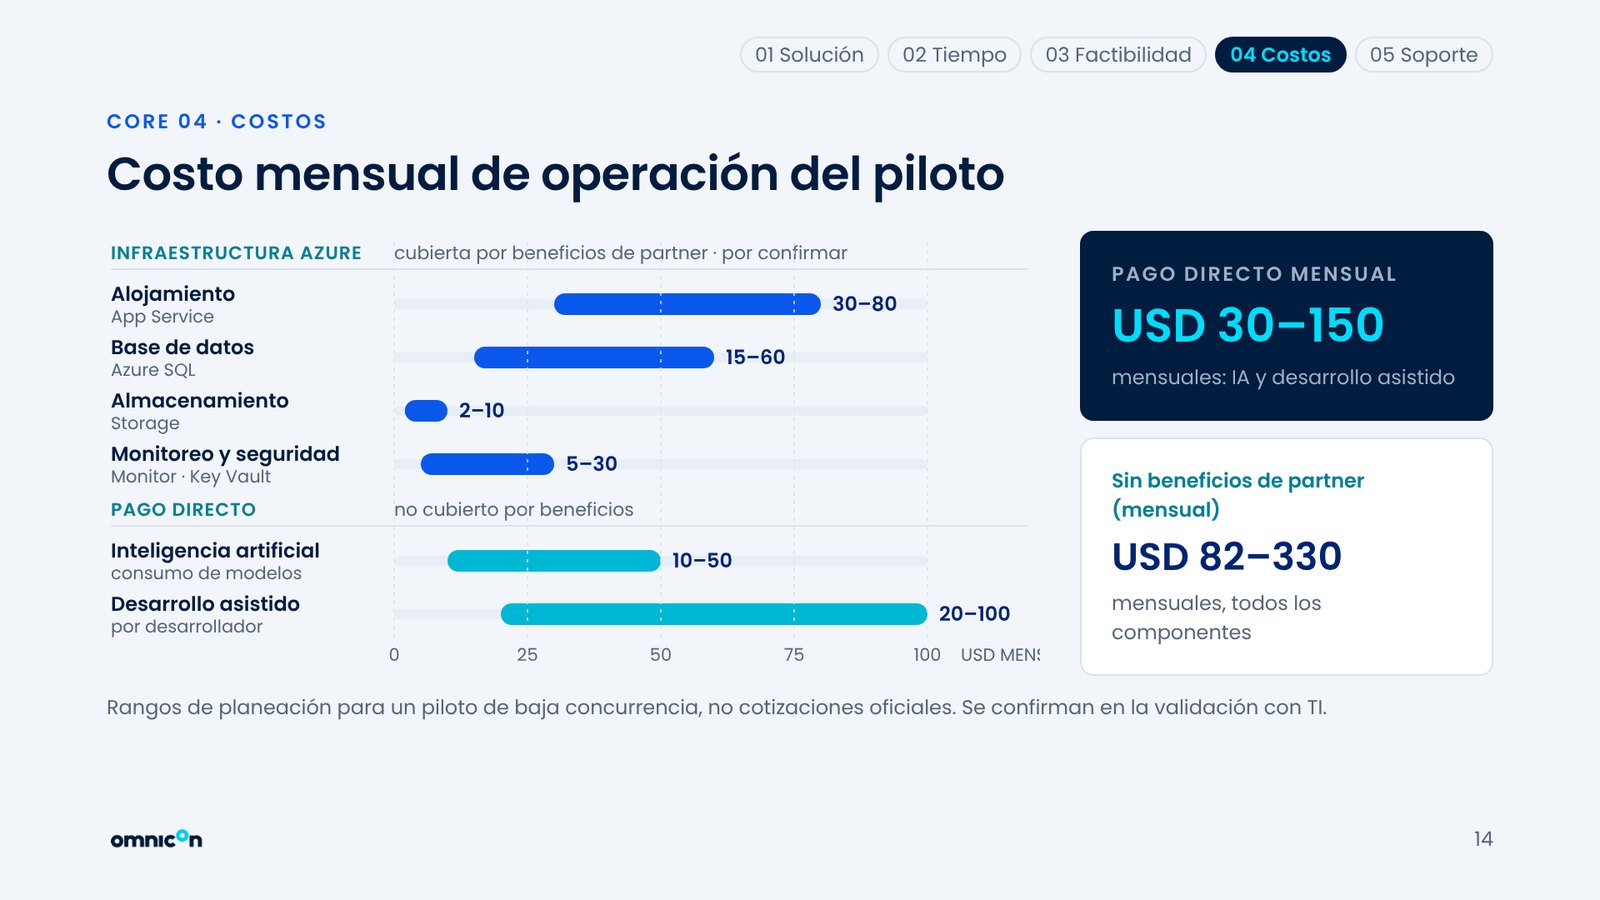 01 Solución
02 Tiempo
03 Factibilidad
04 Costos
05 Soporte
CORE 04 · COSTOS
Costo mensual de operación del piloto
INFRAESTRUCTURA AZURE
cubierta por beneficios de partner · por confirmar
Alojamiento
App Service
30–80
Base de datos
Azure SQL
15–60
Almacenamiento
Storage
2–10
Monitoreo y seguridad
Monitor · Key Vault
5–30
PAGO DIRECTO
no cubierto por beneficios
Inteligencia artificial
consumo de modelos
10–50
Desarrollo asistido
por desarrollador
20–100
0 25 50 75 100 USD MENS
PAGO DIRECTO MENSUAL
USD 30–150
mensuales: IA y desarrollo asistido
Sin beneficios de partner
(mensual)
USD 82–330
mensuales, todos los
componentes
Rangos de planeación para un piloto de baja concurrencia, no cotizaciones oficiales. Se confirman en la validación con TI.
omnicon
14